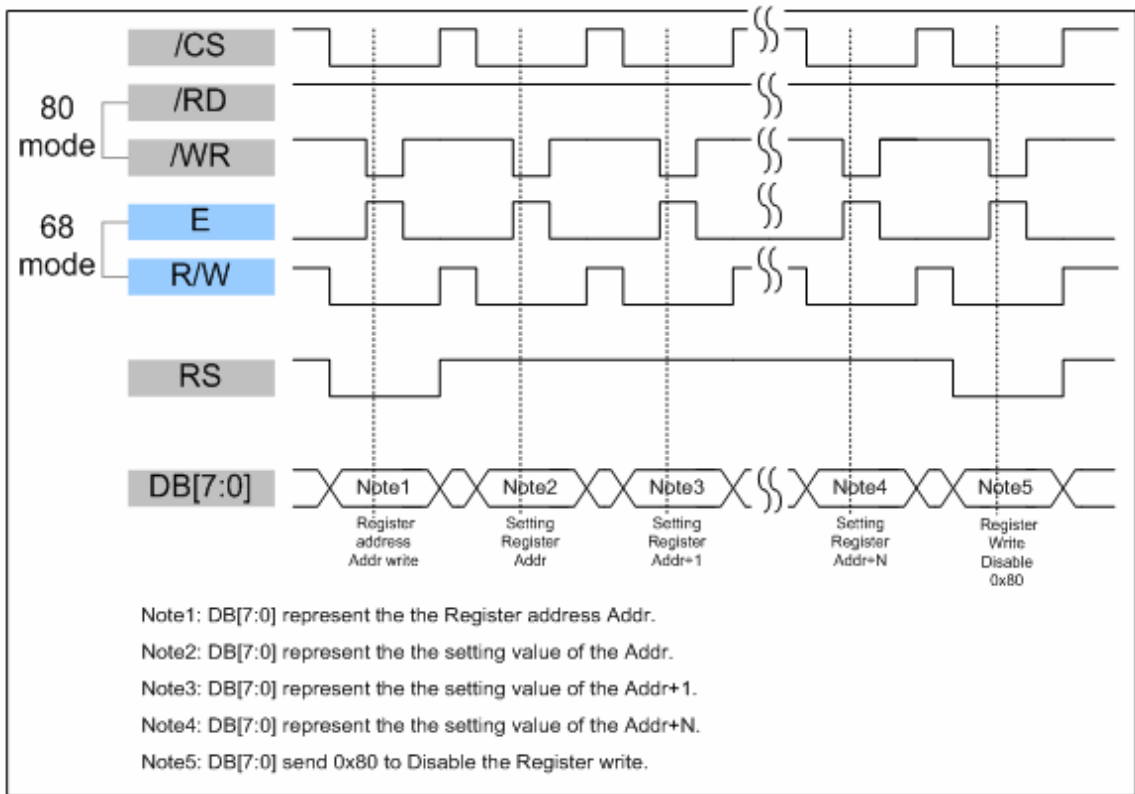 /CS
80
mode
/RD
/WR
68
mode
E
R/W
RS
DB[7:0]
Note1
Note2
Note3
Note4
Note5
Register
address
Addr write
Setting
Register
Addr
Setting
Register
Addr+1
Setting
Register
Addr+N
Register
Write
Disable
0x80
Note1: DB[7:0] represent the the Register address Addr.
Note2: DB[7:0] represent the the setting value of the Addr.
Note3: DB[7:0] represent the the setting value of the Addr+1.
Note4: DB[7:0] represent the the setting value of the Addr+N.
Note5: DB[7:0] send 0x80 to Disable the Register write.